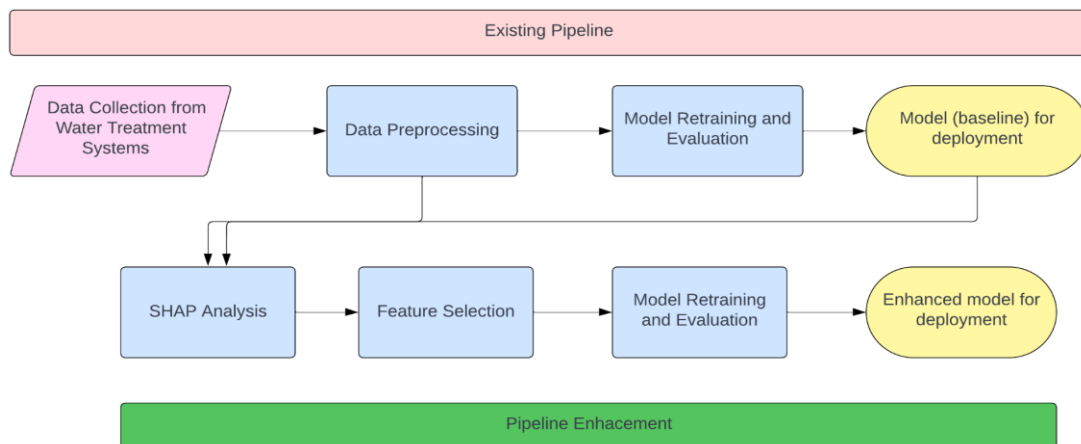 Existing Pipeline
Data Collection from
Water Treatment
Systems
Data Preprocessing
Model Retraining and
Evaluation
Model (baseline) for
deployment
SHAP Analysis
Feature Selection
Model Retraining
and Evaluation
Enhanced model for
deployment
Pipeline Enhacement